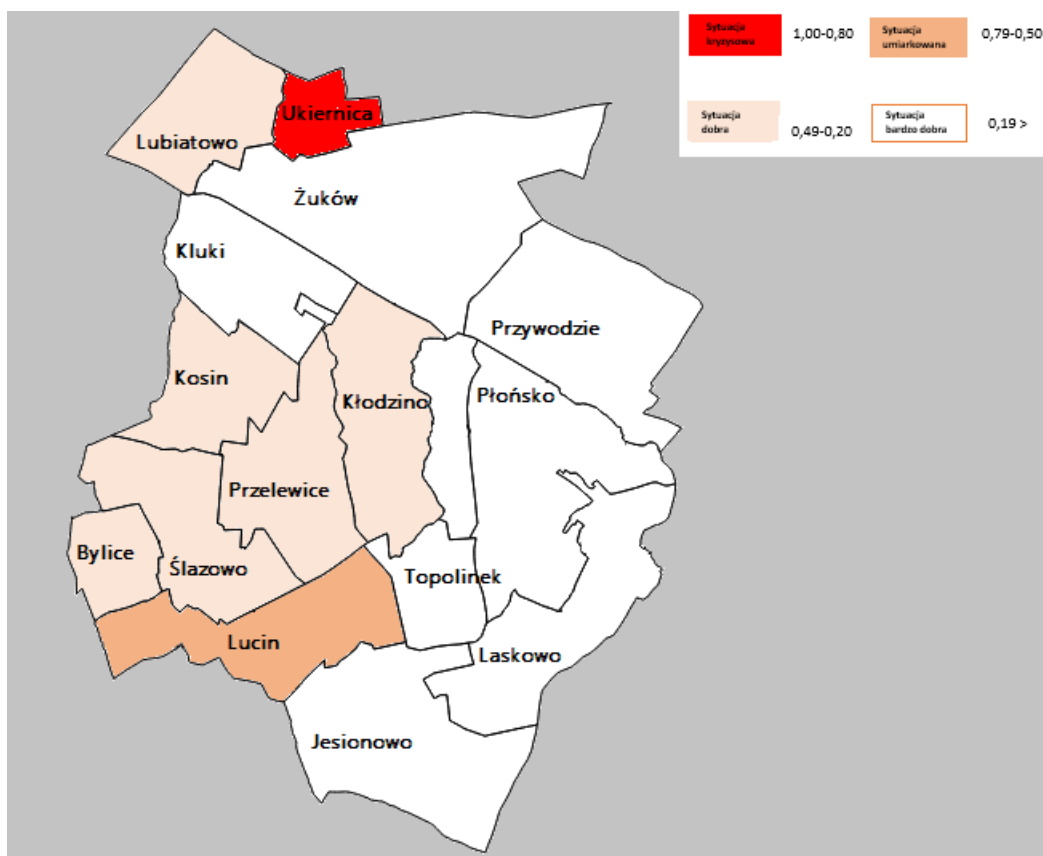 Sytuacja
kryzysowa
1,00-0,80
Sytuacja
umiarkowana
0,79-0,50
Sytuacja
dobra
0,49-0,20
Sytuacja
bardzo dobra
0,19 >
Ukiernica
Lubiatowo
Żuków
Kluki
Przywodzie
Kosin
Kłodzino
Płońsko
Przelewice
Bylice
Ślazowo
Topolinek
Lucin
Laskowo
Jesionowo